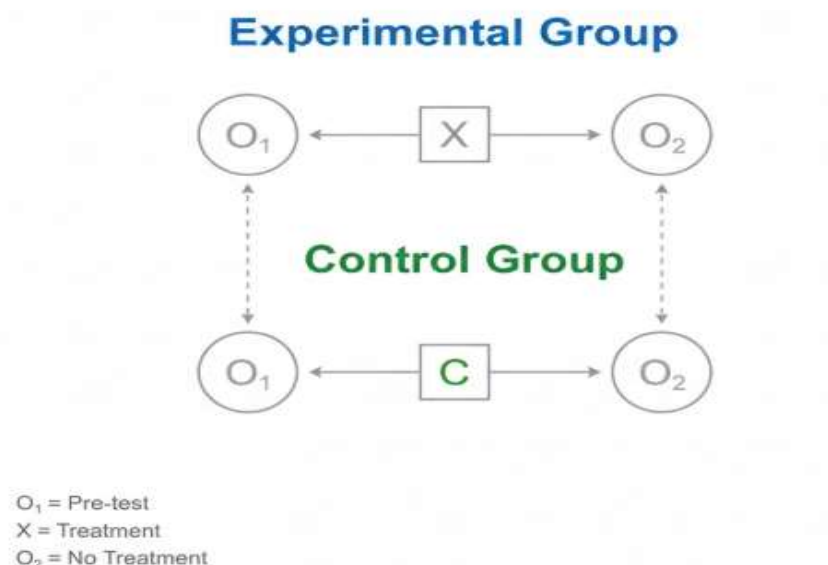 Experimental Group
O₁ X O₂
Control Group
O₁ C O₂
O₁ = Pre-test
X = Treatment
O₂ = No Treatment